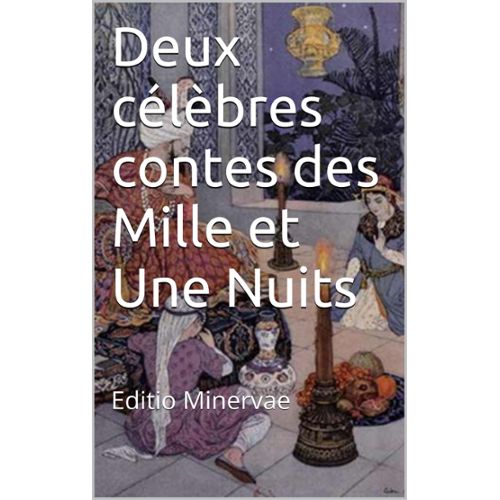 Deux
célèbres
contes des
Mille et
Une Nuits
Editio Minervae